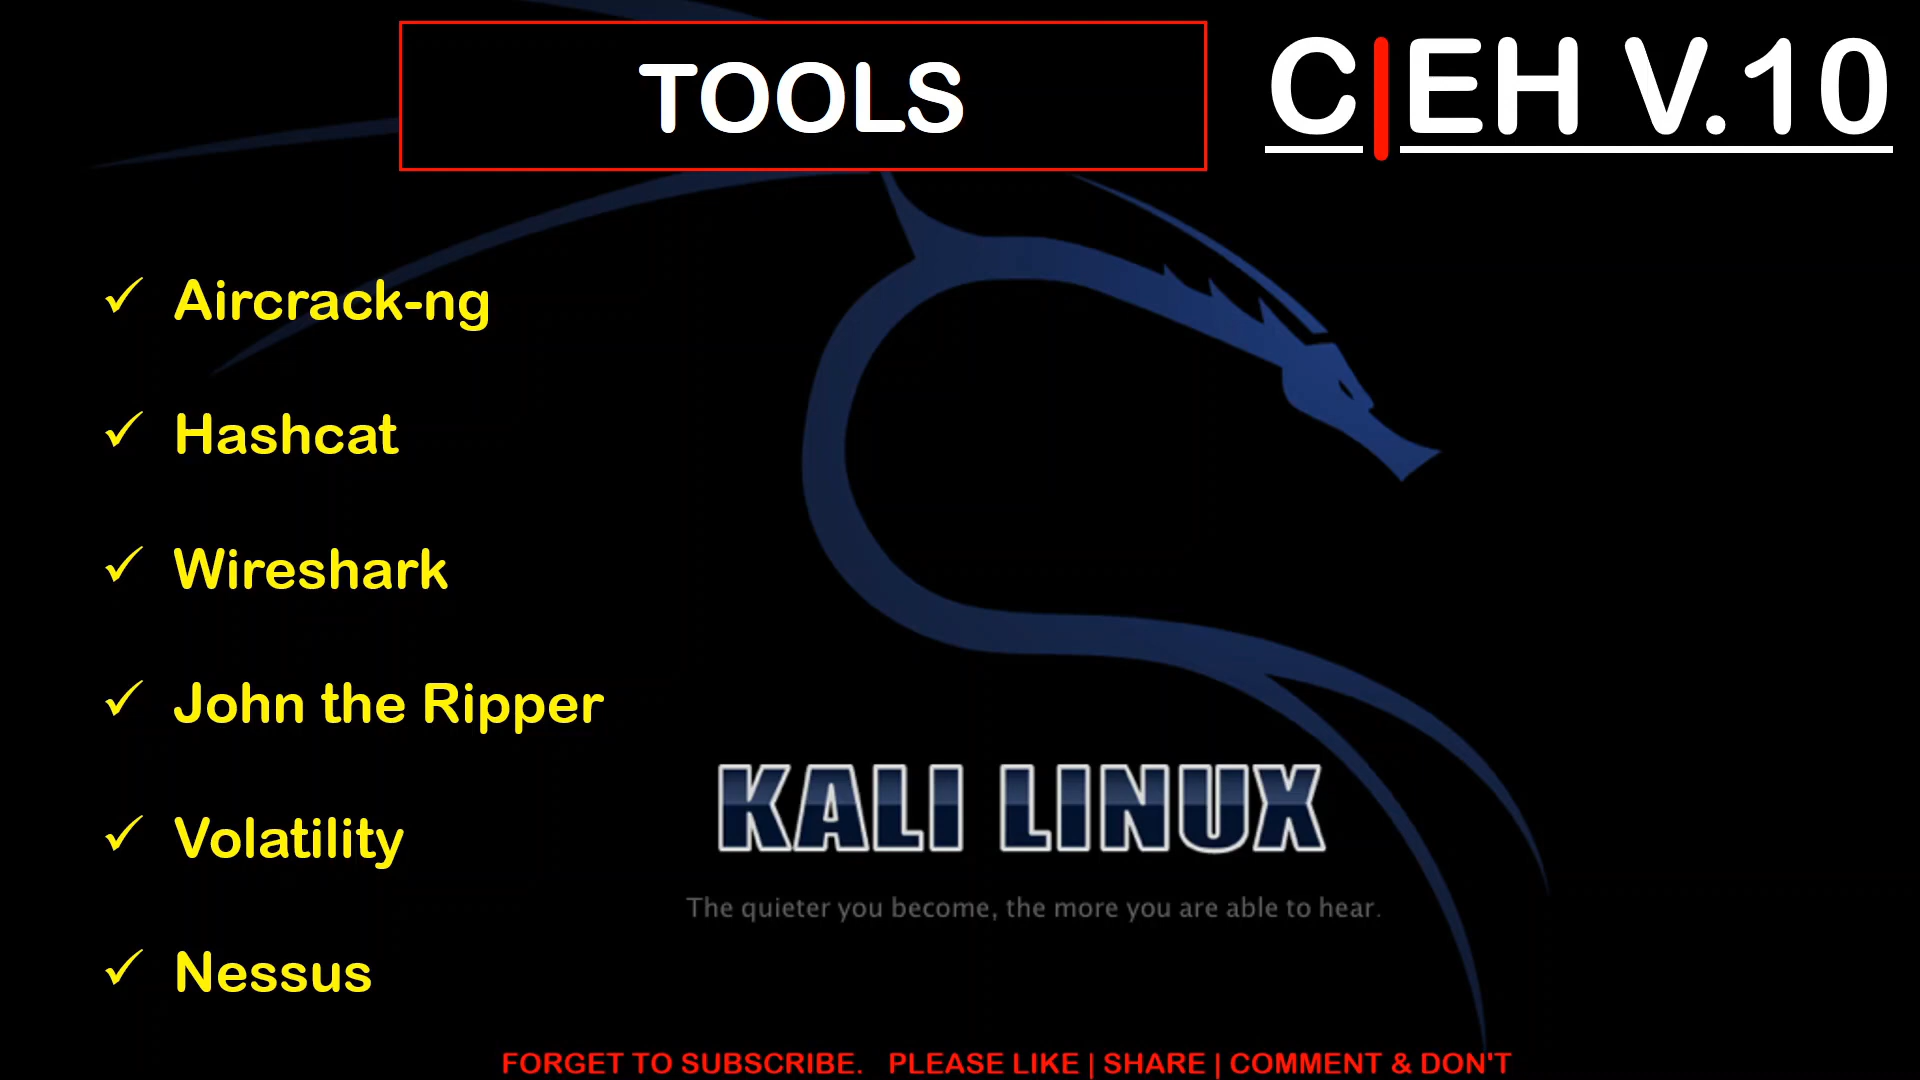 TOOLS
C|EH V.10
✓ Aircrack-ng
✓ Hashcat
✓ Wireshark
✓ John the Ripper
✓ Volatility
✓ Nessus
KALI LINUX
The quieter you become, the more you are able to hear.
FORGET TO SUBSCRIBE. PLEASE LIKE | SHARE | COMMENT & DON'T